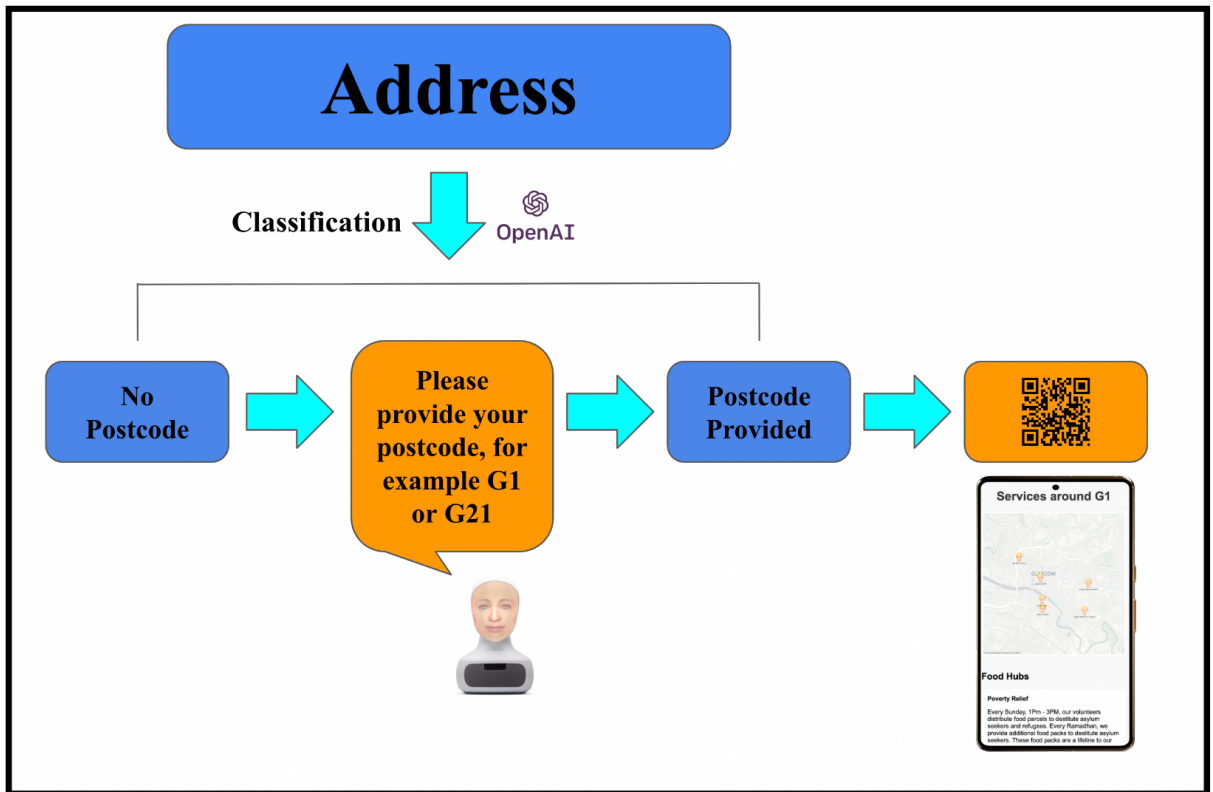 Address
Classification
OpenAI
No
Postcode
Please
provide your
postcode, for
example G1
or G21
Postcode
Provided
Services around G1
GLASGOW
Food Hubs
Poverty Relief
Every Sunday, 1Pm - 3PM, our volunteers
distribute food parcels to destitute asylum
seekers and refugees. Every Ramadhan, we
provide additional food packs to destitute asylum
seekers. These food packs are a lifeline to our